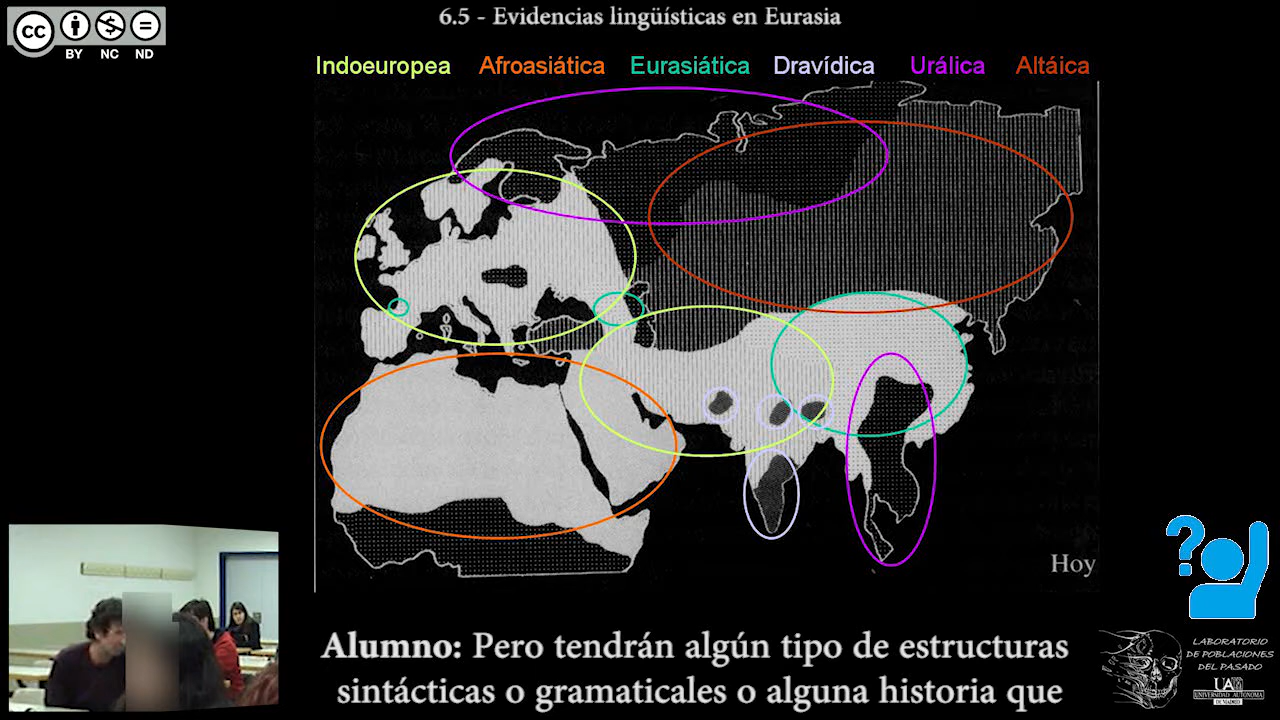 6.5 - Evidencias lingüísticas en Eurasia
cc
BY NC ND
Indoeuropea Afroasiática Eurasiática Dravídica Urálica Altáica
Hoy
Alumno: Pero tendrán algún tipo de estructuras
sintácticas o gramaticales o alguna historia que
LABORATORIO
DE POBLACIONES
DEL PASADO
UAM
UNIVERSIDAD AUTONOMA
DE MADRID